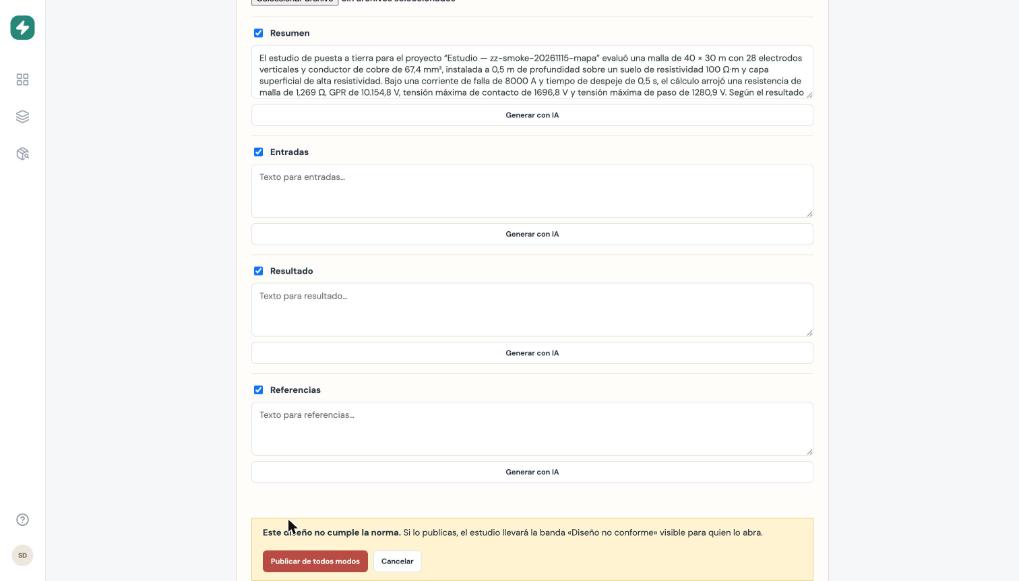 Resumen
El estudio de puesta a tierra para el proyecto “Estudio — zz-smoke-20261115-mapa” evaluó una malla de 40 × 30 m con 28 electrodos
verticales y conductor de cobre de 67,4 mm², instalada a 0,5 m de profundidad sobre un suelo de resistividad 100 Ω·m y capa
superficial de alta resistividad. Bajo una corriente de falla de 8000 A y tiempo de despeje de 0,5 s, el cálculo arrojó una resistencia de
malla de 1,269 Ω, GPR de 10.154,8 V, tensión máxima de contacto de 1696,8 V y tensión máxima de paso de 1280,9 V. Según el resultado
Generar con IA
Entradas
Texto para entradas…
Generar con IA
Resultado
Texto para resultado…
Generar con IA
Referencias
Texto para referencias…
Generar con IA
Este diseño no cumple la norma. Si lo publicas, el estudio llevará la banda «Diseño no conforme» visible para quien lo abra.
Publicar de todos modos Cancelar
SD